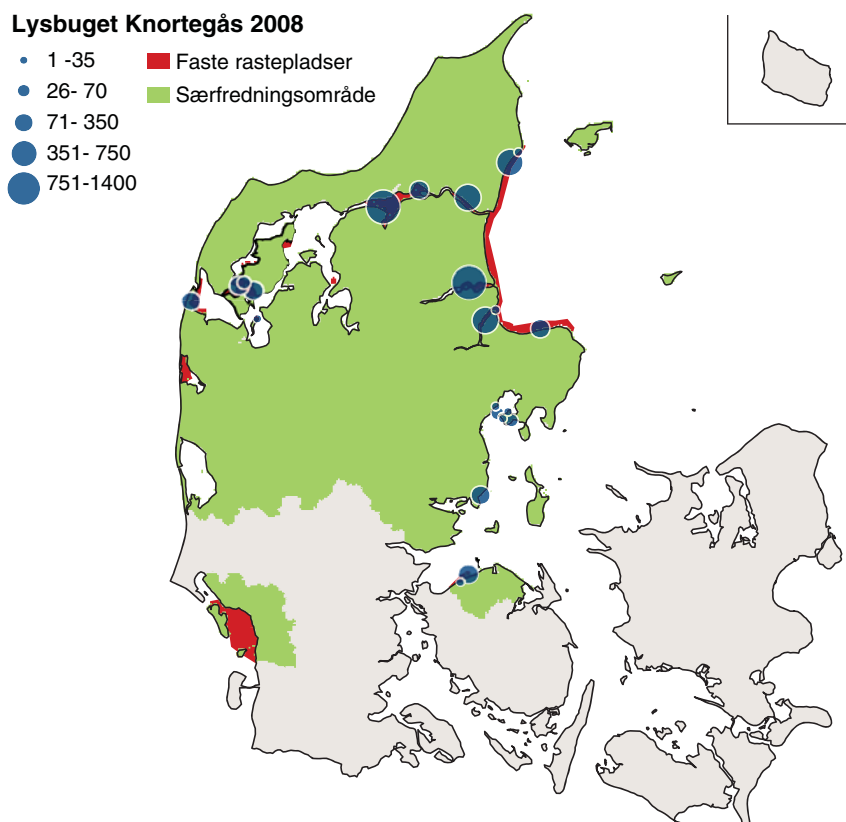 Lysbuget Knortegås 2008
1 -35
26- 70
71- 350
351- 750
751-1400
Faste rastepladser
Særfredningsområde